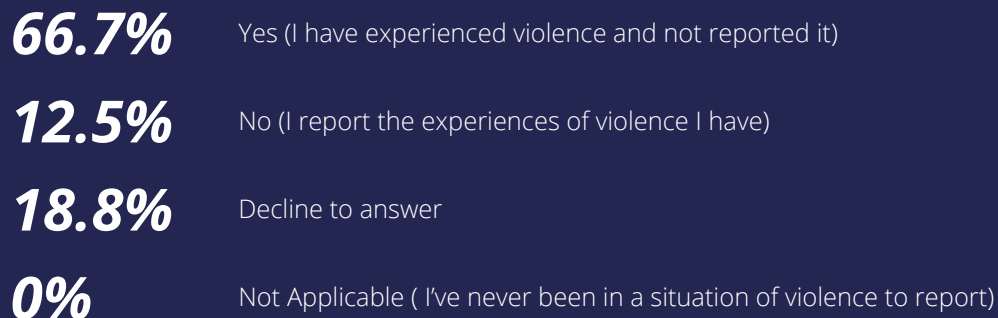 66.7% Yes (I have experienced violence and not reported it)
12.5% No (I report the experiences of violence I have)
18.8% Decline to answer
0% Not Applicable ( I’ve never been in a situation of violence to report)